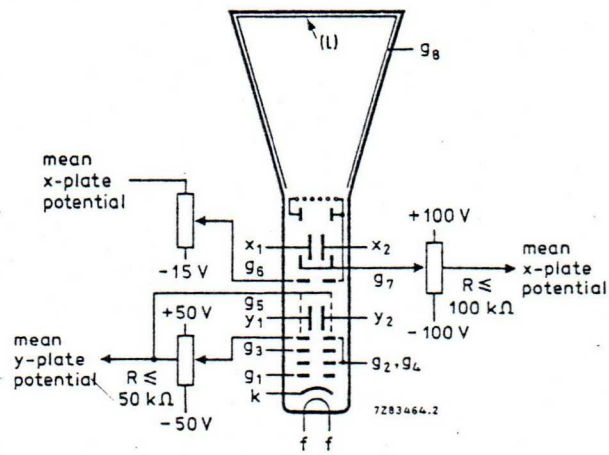 (L)
g8
mean
x-plate
potential
-15 V
x1
x2
g6
g7
+100 V
R ≤
100 kΩ
-100 V
mean
x-plate
potential
g5
+50 V
y1
y2
mean
y-plate
potential
R ≤
50 kΩ
-50 V
g3
g2, g4
g1
k
7Z83464.2
f f